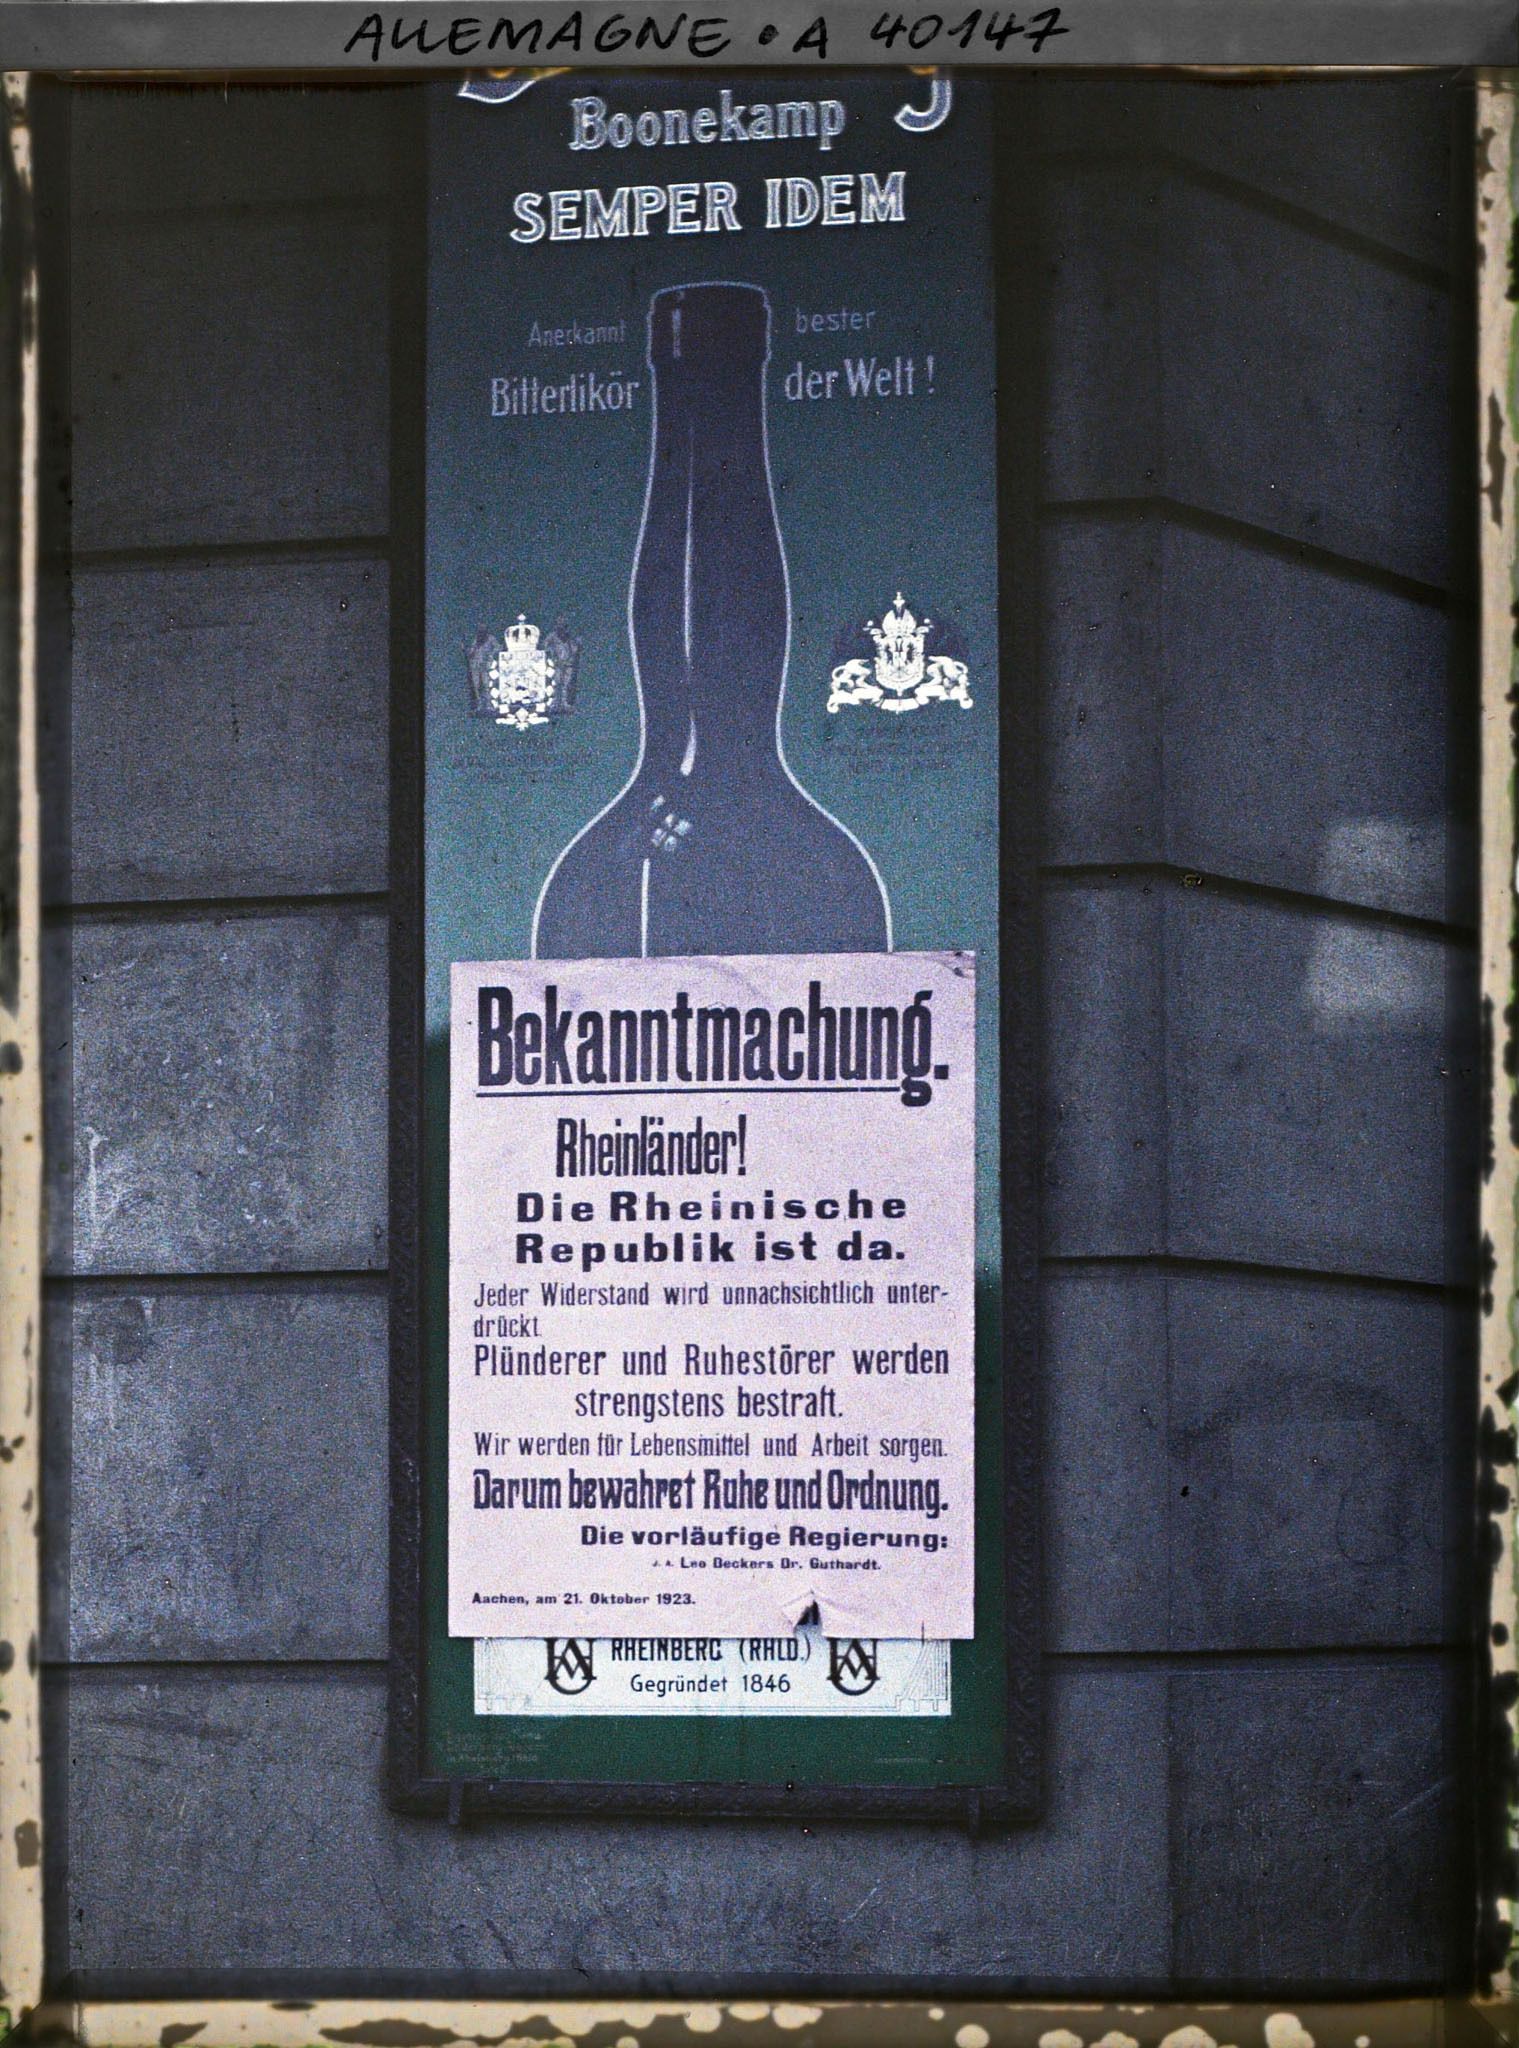 ALLEMAGNE • A 40147
Boonekamp
SEMPER IDEM
Anerkannt bester
Bitterlikör der Welt!
Bekanntmachung.
Rheinländer!
Die Rheinische
Republik ist da.
Jeder Widerstand wird unnachsichtlich unter-
drückt.
Plünderer und Ruhestörer werden
strengstens bestraft.
Wir werden für Lebensmittel und Arbeit sorgen.
Darum bewahret Ruhe und Ordnung.
Die vorläufige Regierung:
J. A. Leo Deckers Dr. Guthardt.
Aachen, am 21. Oktober 1923.
RHEINBERG (RHLD.)
Gegründet 1846